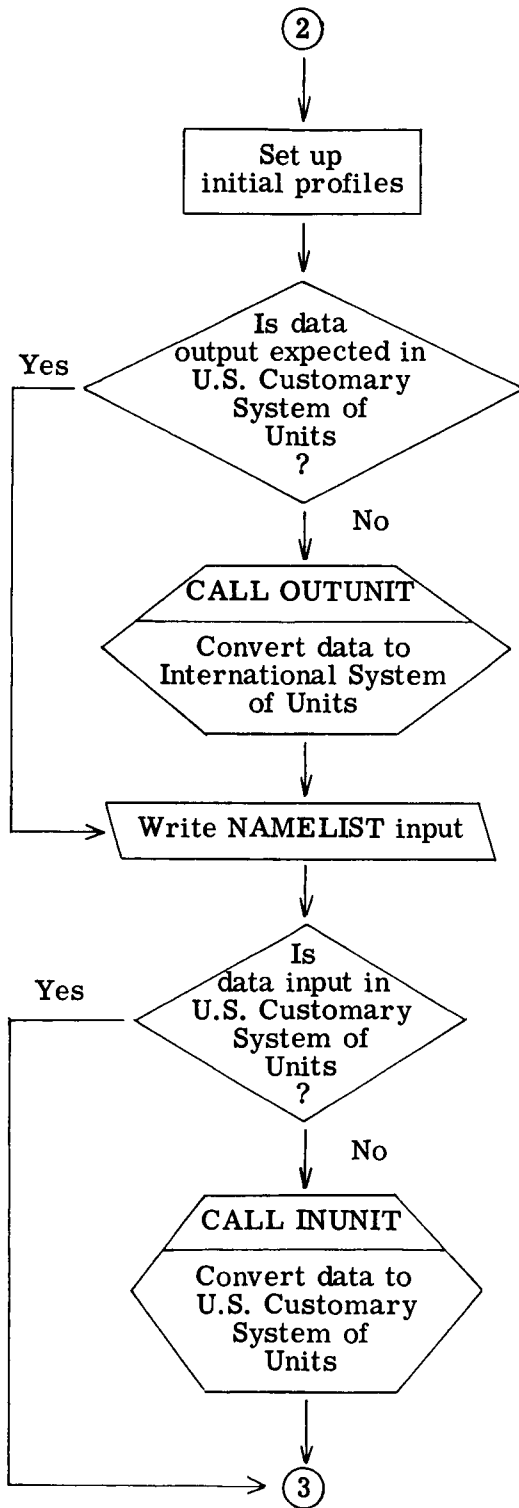 2
Set up
initial profiles
Is data
output expected in
U.S. Customary
System of
Units
?
Yes
No
CALL OUTUNIT
Convert data to
International System
of Units
Write NAMELIST input
Is
data input in
U.S. Customary
System of
Units
?
Yes
No
CALL INUNIT
Convert data to
U.S. Customary
System of
Units
3